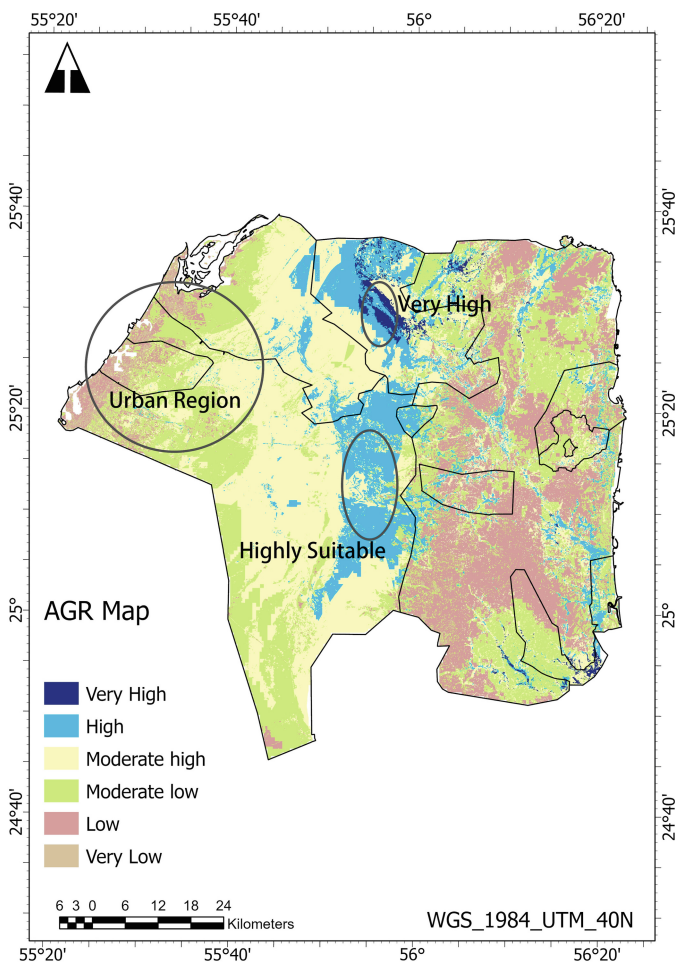 55°20' 55°40' 56° 56°20'
25°40' 25°40'
Very High
25°20' Urban Region 25°20'
Highly Suitable
25° 25°
AGR Map
Very High
High
Moderate high
Moderate low
24°40' 24°40'
Low
Very Low
6 3 0 6 12 18 24
Kilometers
WGS_1984_UTM_40N
55°20' 55°40' 56° 56°20'